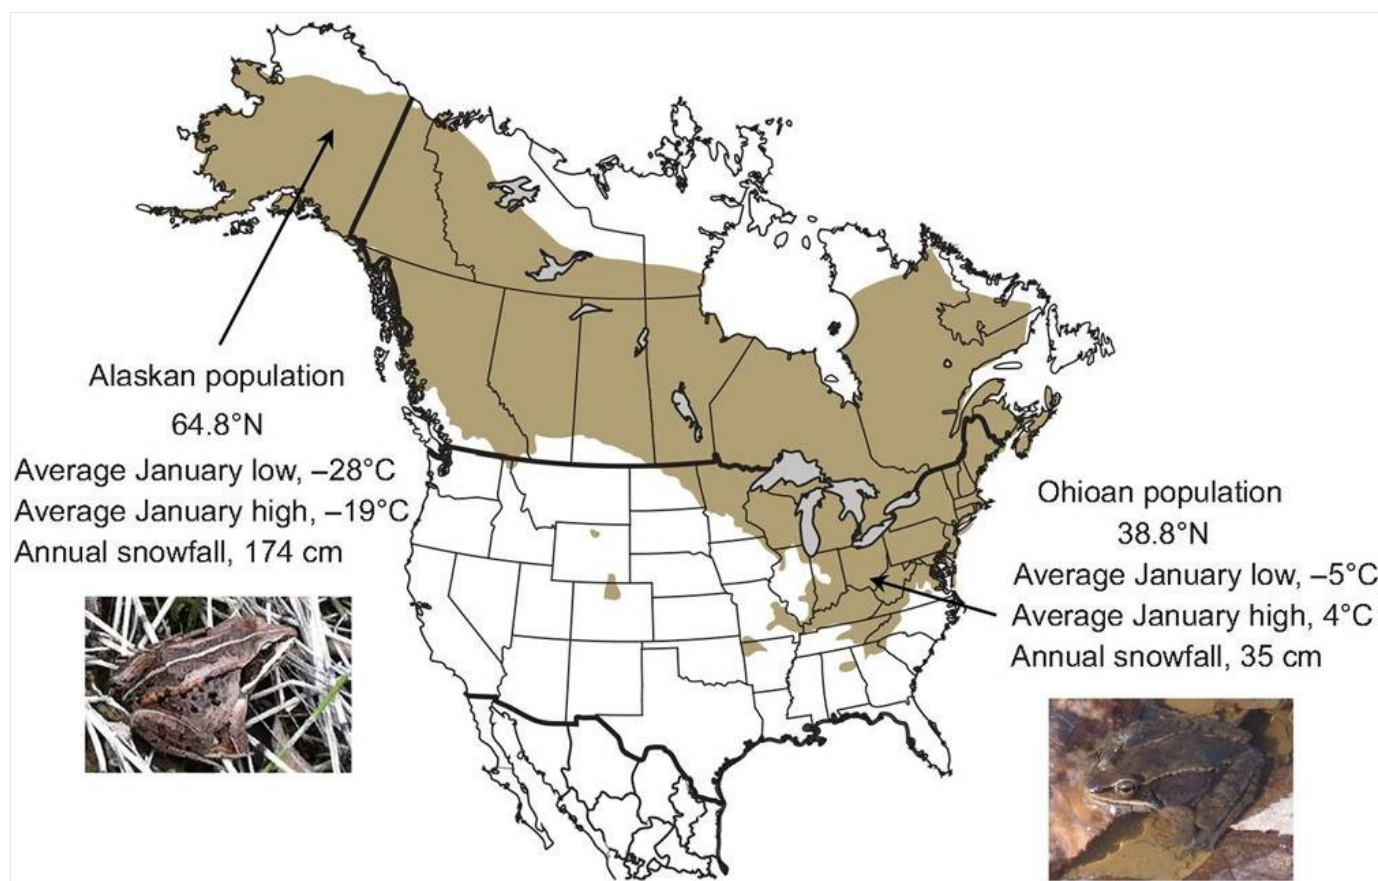 Alaskan population
64.8°N
Average January low, –28°C
Average January high, –19°C
Annual snowfall, 174 cm
Ohioan population
38.8°N
Average January low, –5°C
Average January high, 4°C
Annual snowfall, 35 cm